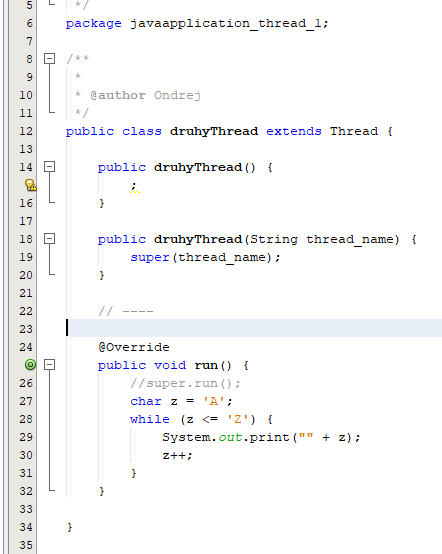 5 */
6 package javaapplication_thread_1;
7
8 /**
9 *
10 * @author Ondrej
11 */
12 public class druhyThread extends Thread {
13
14 public druhyThread() {
;
16 }
17
18 public druhyThread(String thread_name) {
19 super(thread_name);
20 }
21
22 // ----
23
24 @Override
public void run() {
26 //super.run();
27 char z = 'A';
28 while (z <= 'Z') {
29 System.out.print("" + z);
30 z++;
31 }
32 }
33
34 }
35